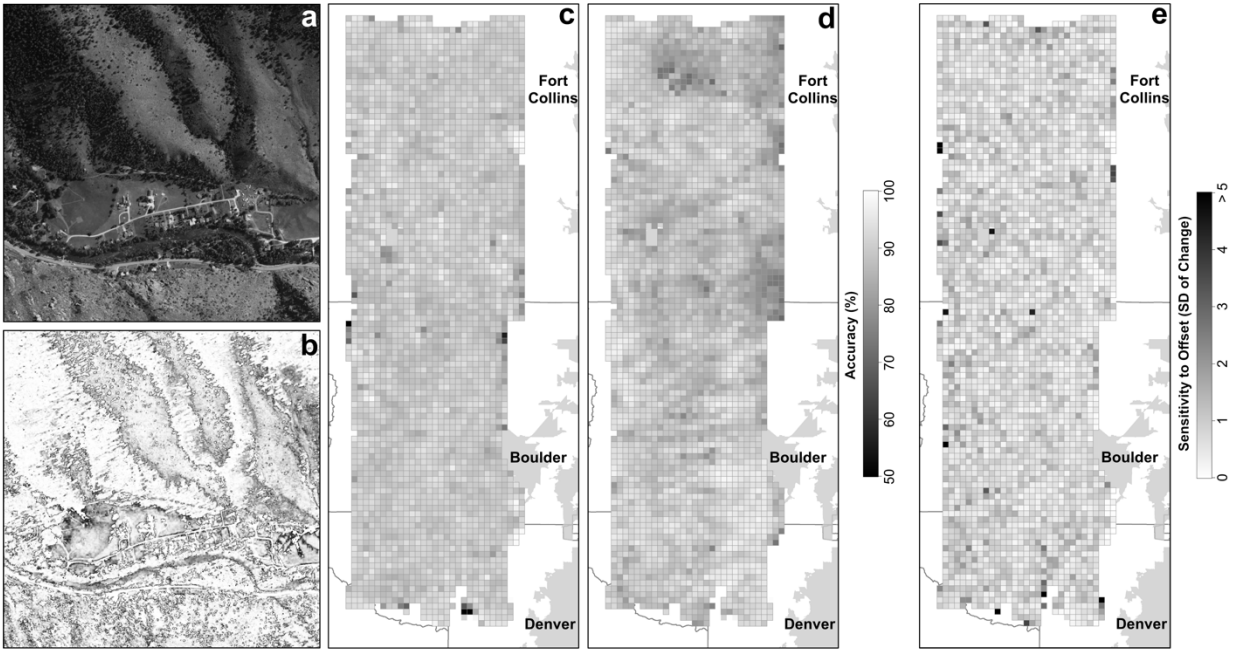 a
b
c
Fort
Collins
Boulder
Denver
d
Fort
Collins
Boulder
Denver
Accuracy (%)
100
90
80
70
60
50
e
Fort
Collins
Boulder
Denver
Sensitivity to Offset (SD of Change)
> 5
4
3
2
1
0